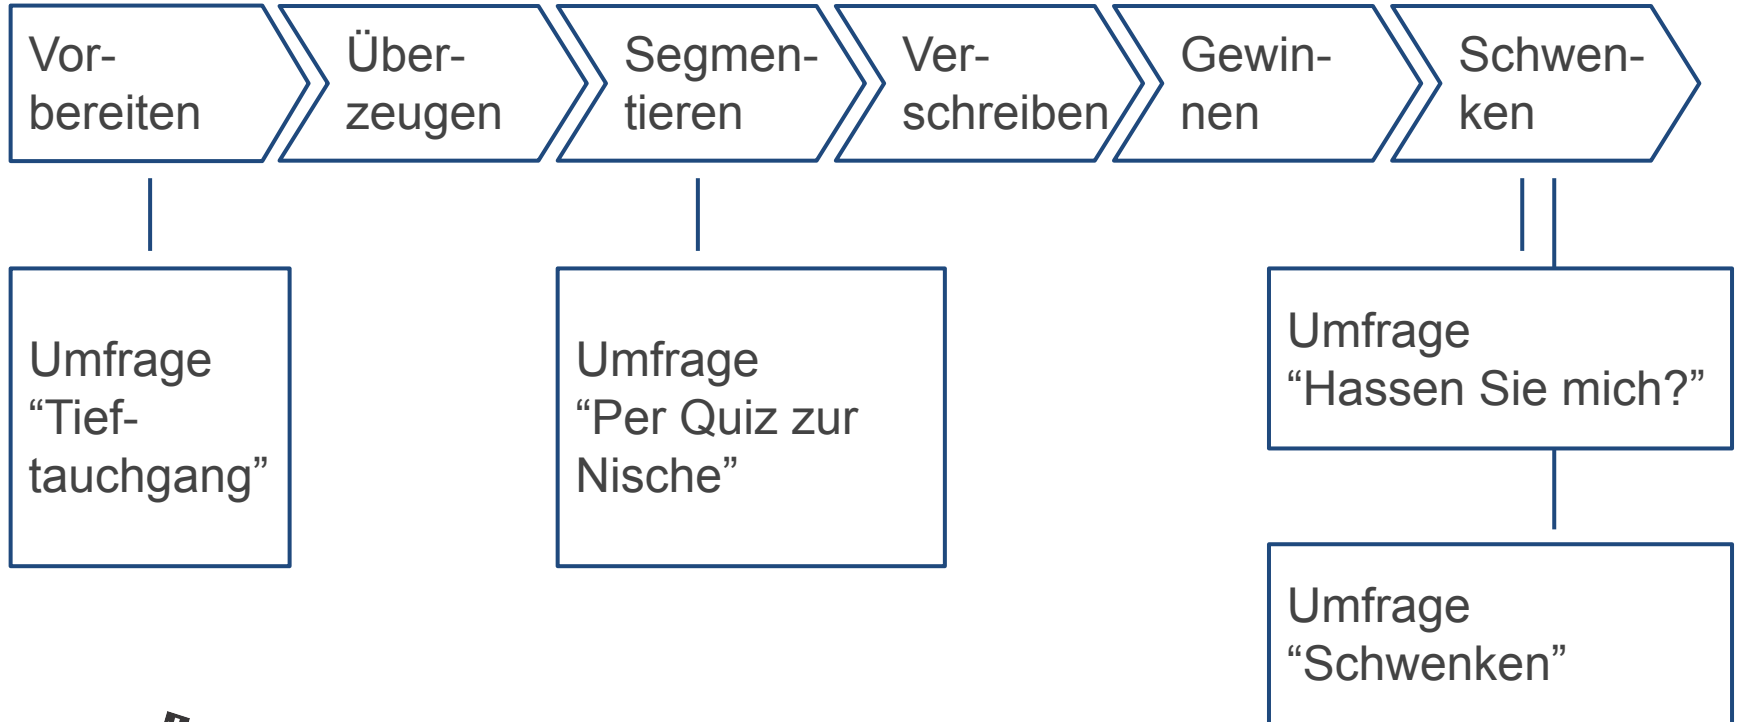 Vor-
bereiten
Über-
zeugen
Segmen-
tieren
Ver-
schreiben
Gewin-
nen
Schwen-
ken
Umfrage
“Tief-
tauchgang”
Umfrage
“Per Quiz zur
Nische”
Umfrage
“Hassen Sie mich?”
Umfrage
“Schwenken”